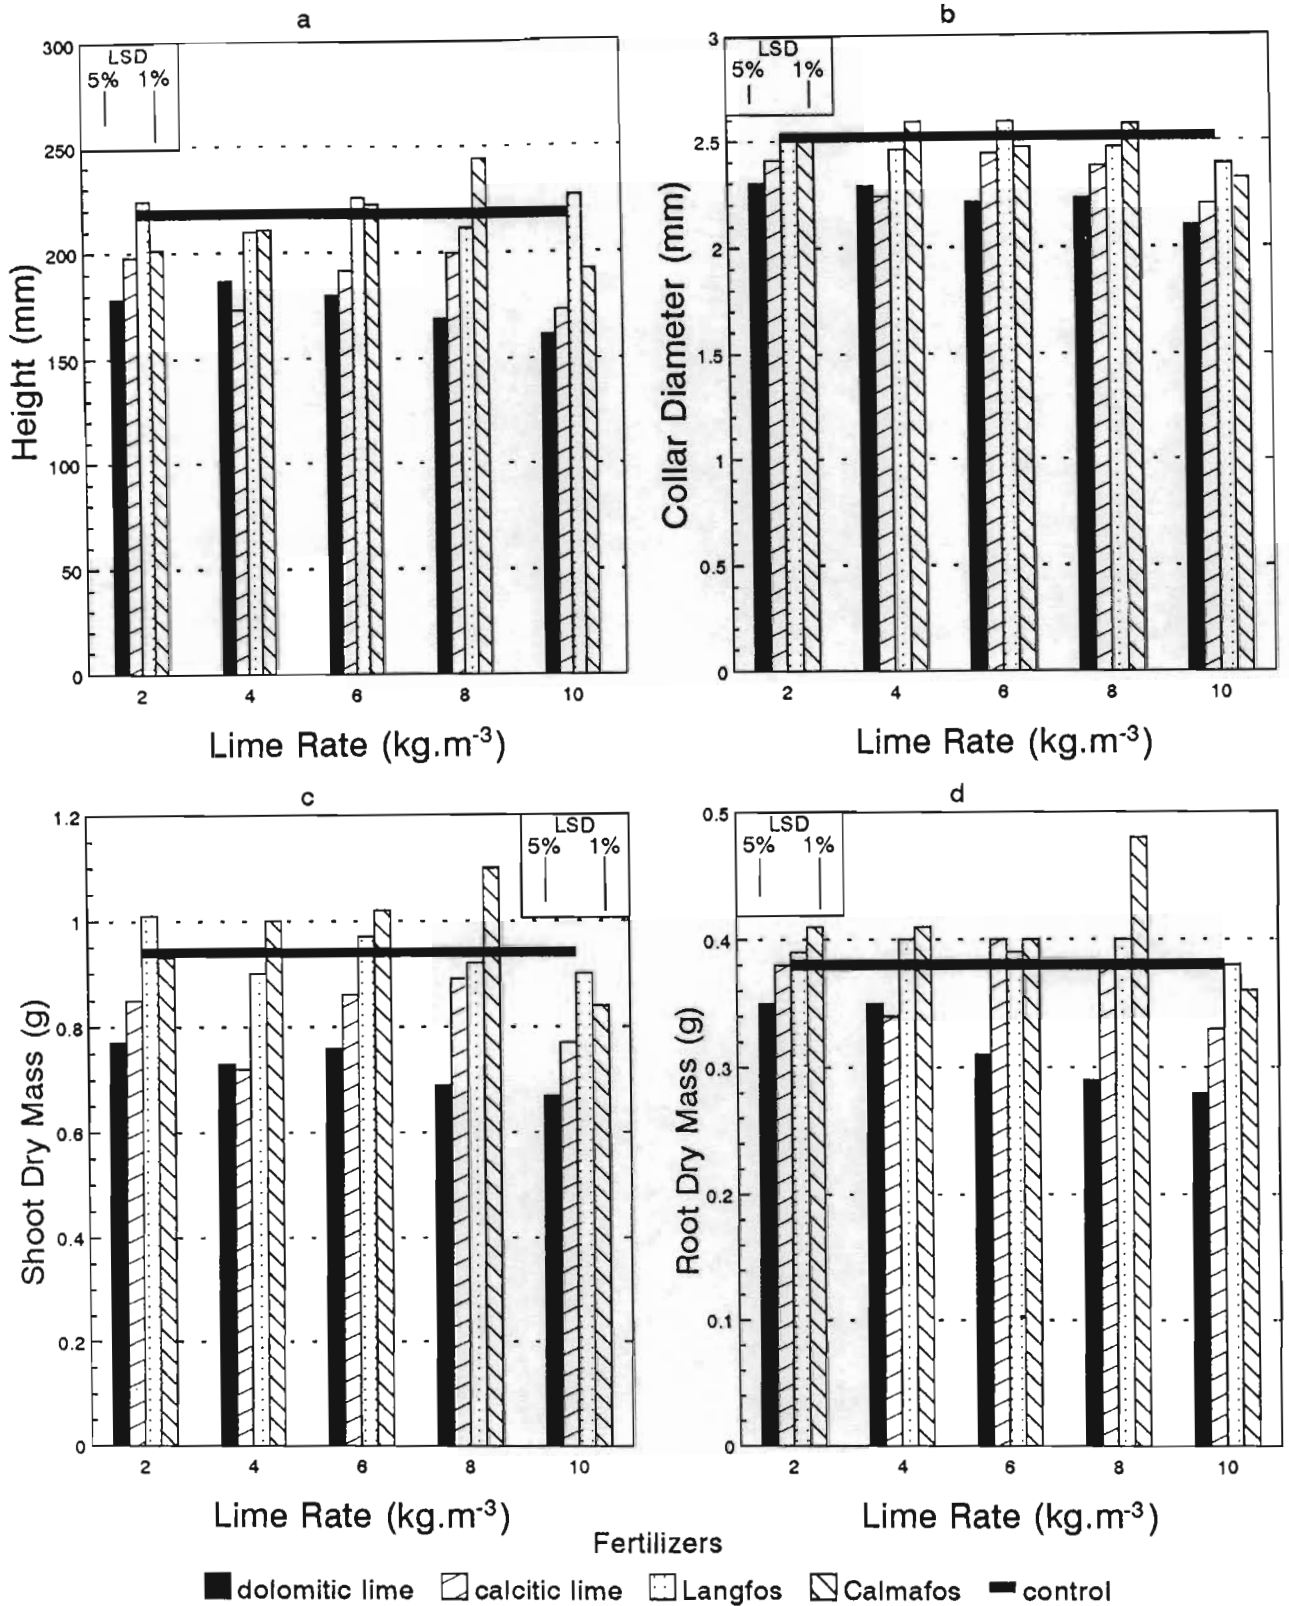 a
300
250
200
150
100
50
0
LSD
5% 1%
Height (mm)
2 4 6 8 10
Lime Rate (kg.m-3)
b
3
2.5
2
1.5
1
0.5
0
LSD
5% 1%
Collar Diameter (mm)
2 4 6 8 10
Lime Rate (kg.m-3)
c
1.2
1
0.8
0.6
0.4
0.2
0
LSD
5% 1%
Shoot Dry Mass (g)
2 4 6 8 10
Lime Rate (kg.m-3)
d
0.5
0.4
0.3
0.2
0.1
0
LSD
5% 1%
Root Dry Mass (g)
2 4 6 8 10
Lime Rate (kg.m-3)
Fertilizers
dolomitic lime calcitic lime Langfos Calmafos control